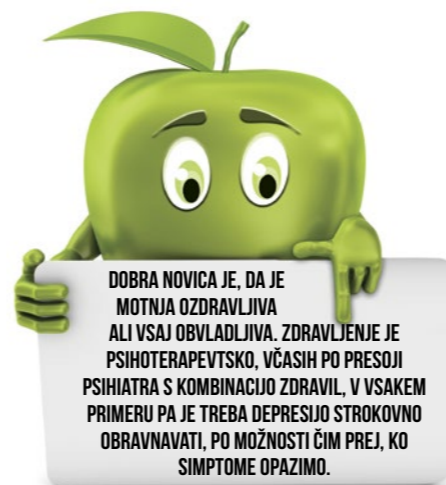 DOBRA NOVICA JE, DA JE
MOTNJA OZDRAVLJIVA
ALI VSAJ OBVLADLJIVA. ZDRAVLJENJE JE
PSIHOTERAPEVTSKO, VČASIH PO PRESOJI
PSIHIATRA S KOMBINACIJO ZDRAVIL, V VSAKEM
PRIMERU PA JE TREBA DEPRESIJO STROKOVNO
OBRAVNAVATI, PO MOŽNOSTI ČIM PREJ, KO
SIMPTOME OPAZIMO.